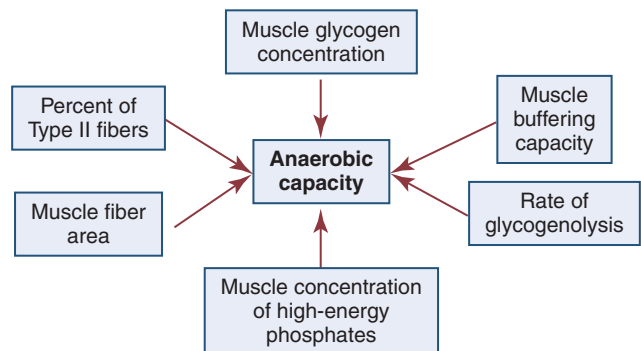 Muscle glycogen
concentration
Percent of
Type II fibers
Muscle
buffering
capacity
Anaerobic
capacity
Muscle fiber
area
Rate of
glycogenolysis
Muscle concentration
of high-energy
phosphates